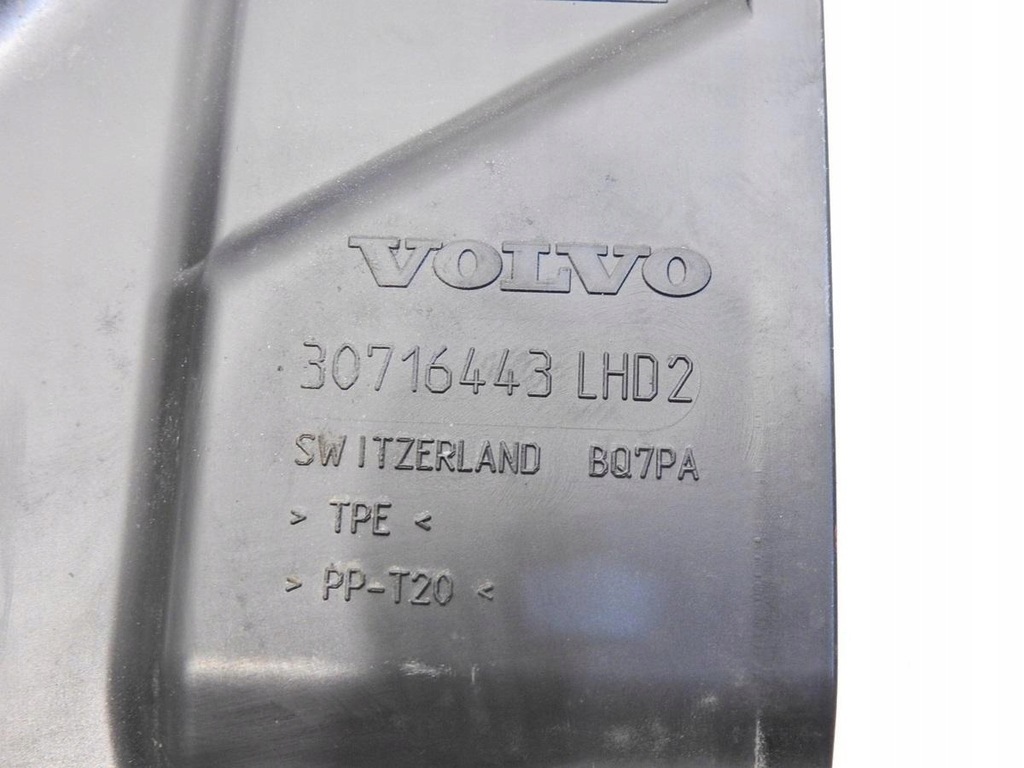 VOLVO
30716443 LHD2
SWITZERLAND BQ7PA
> TPE <
> PP-T20 <